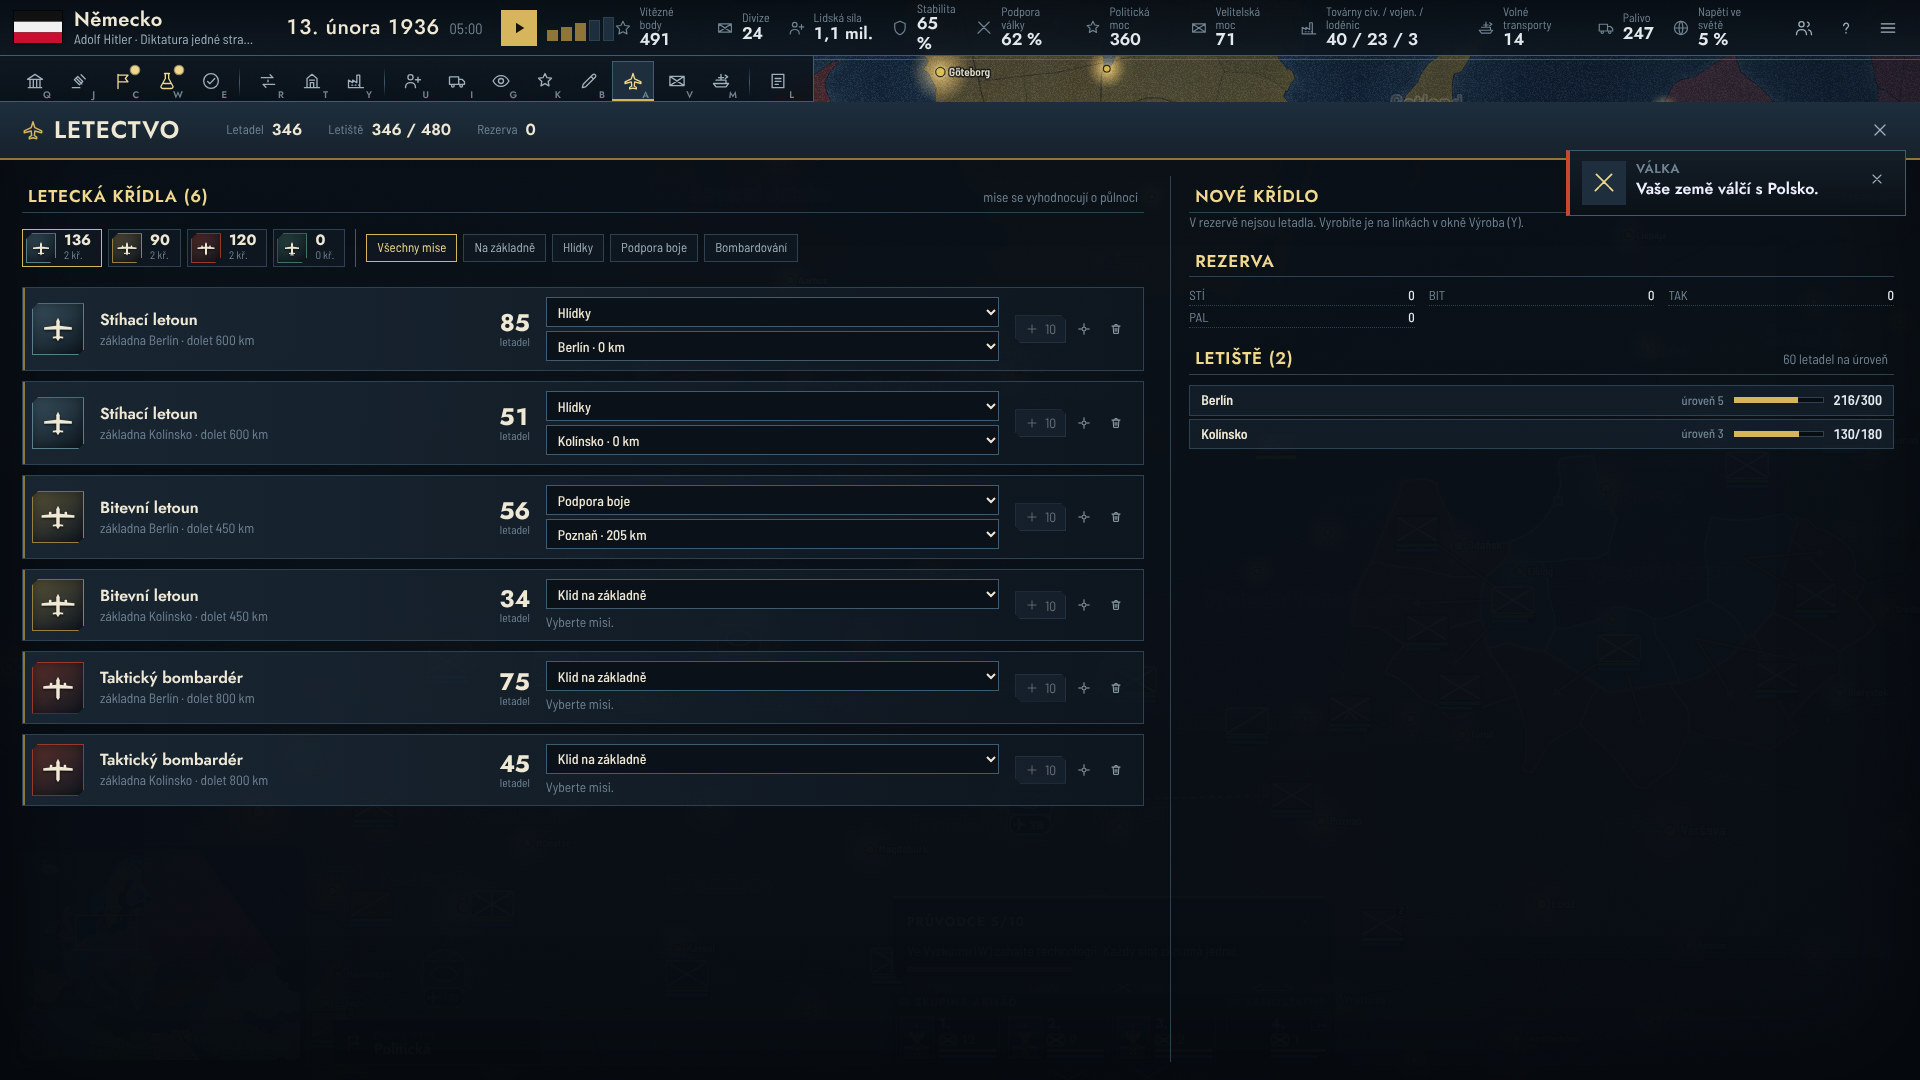 Německo
Adolf Hitler · Diktatura jedné stra...
13. února 1936 05:00
Vítězné body 491
Divize 24
Lidská síla 1,1 mil.
Stabilita 65 %
Podpora války 62 %
Politická moc 360
Velitelská moc 71
Továrny civ. / vojen. / loděnic 40 / 23 / 3
Volné transporty 14
Palivo 247
Napětí ve světě 5 %
?
Q J C W E R T Y U I G K B A V M L
Göteborg
LETECTVO
Letadel 346
Letiště 346 / 480
Rezerva 0
VÁLKA
Vaše země válčí s Polsko.
LETECKÁ KŘÍDLA (6)
mise se vyhodnocují o půlnoci
136 2 kř.
90 2 kř.
120 2 kř.
0 0 kř.
Všechny mise
Na základně
Hlídky
Podpora boje
Bombardování
Stíhací letoun
základna Berlín · dolet 600 km
85 letadel
Hlídky
Berlín · 0 km
+ 10
Stíhací letoun
základna Kolínsko · dolet 600 km
51 letadel
Hlídky
Kolínsko · 0 km
+ 10
Bitevní letoun
základna Berlín · dolet 450 km
56 letadel
Podpora boje
Poznaň · 205 km
+ 10
Bitevní letoun
základna Kolínsko · dolet 450 km
34 letadel
Klid na základně
Vyberte misi.
+ 10
Taktický bombardér
základna Berlín · dolet 800 km
75 letadel
Klid na základně
Vyberte misi.
+ 10
Taktický bombardér
základna Kolínsko · dolet 800 km
45 letadel
Klid na základně
Vyberte misi.
+ 10
NOVÉ KŘÍDLO
V rezervě nejsou letadla. Vyrobíte je na linkách v okně Výroba (Y).
REZERVA
STÍ 0
BIT 0
TAK 0
PAL 0
LETIŠTĚ (2)
60 letadel na úroveň
Berlín úroveň 5 216/300
Kolínsko úroveň 3 130/180